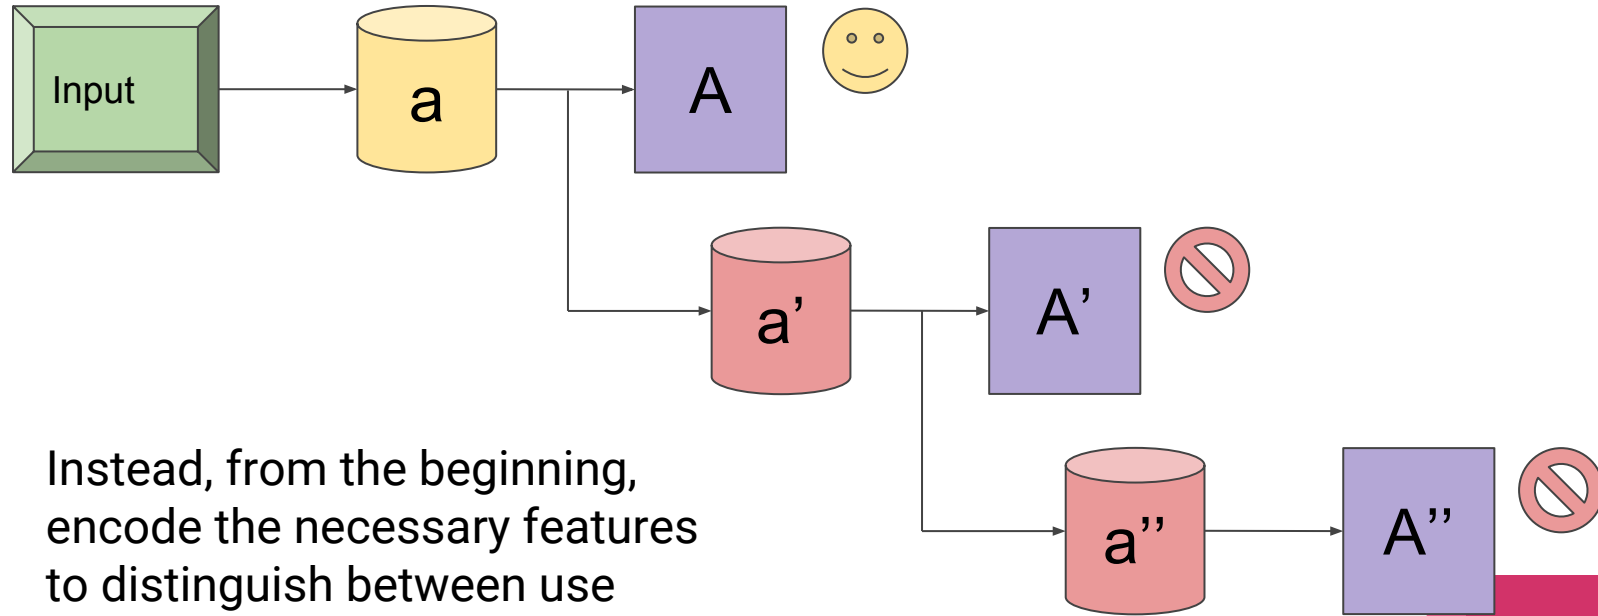 Input
a
A
a’
A’
a’’
A’’
Instead, from the beginning,
encode the necessary features
to distinguish between use